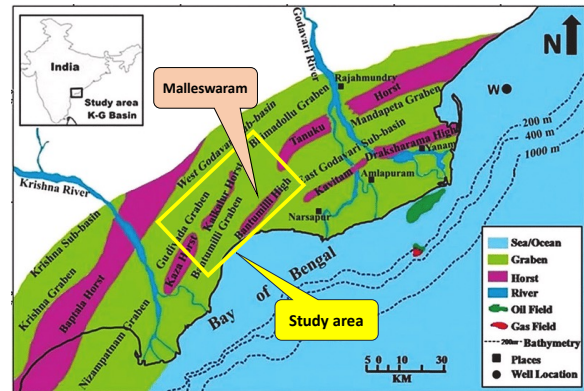 India
Study area
K-G Basin
N
Malleswaram
Godavari River
Rajahmundry
W
Horst
Mandapeta Graben
Bhimadolu Graben
West Godavari Sub-basin
Tanuku
200 m
400 m
1000 m
East Godavari Sub-basin
Draksharama High
Yanam
Kavitam
Amlapuram
Narsapur
Krishna River
Kaikalur Horst
Bantumilli High
Gudivada Graben
Bantumilli Graben
Kaza Horst
Krishna Sub-basin
Krishna Graben
Baptala Horst
Nizampatnam Graben
Bay of Bengal
Study area
Sea/Ocean
Graben
Horst
River
Oil Field
Gas Field
200m Bathymetry
Places
Well Location
5 0 10 30
KM